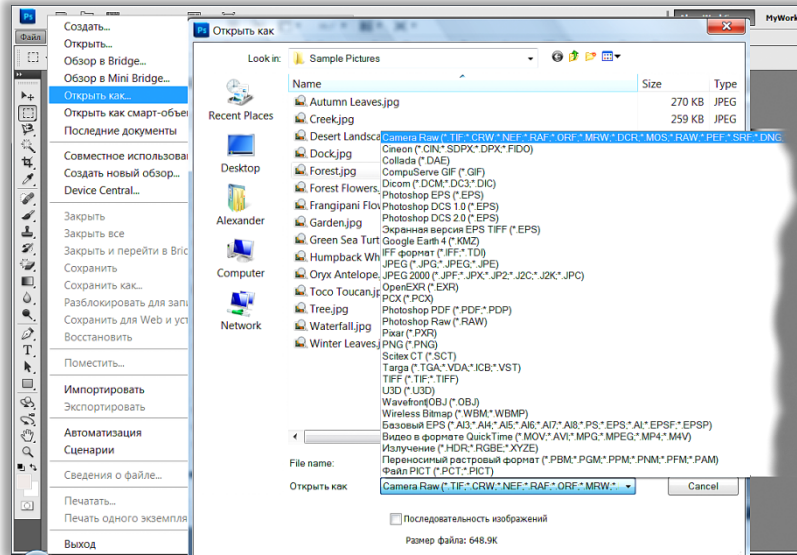 Ps
MyWork
Файл
Создать...
Открыть...
Обзор в Bridge...
Обзор в Mini Bridge...
Открыть как...
Открыть как смарт-объе
Последние документы
Совместное использова
Создать новый обзор...
Device Central...
Закрыть
Закрыть все
Закрыть и перейти в Bric
Сохранить
Сохранить как...
Разблокировать для запи
Сохранить для Web и уст
Восстановить
Поместить...
Импортировать
Экспортировать
Автоматизация
Сценарии
Сведения о файле...
Печатать...
Печать одного экземпля
Выход
Ps Открыть как
Look in: Sample Pictures
Recent Places
Desktop
Alexander
Computer
Network
Name Size Type
Autumn Leaves.jpg 270 KB JPEG
Creek.jpg 259 KB JPEG
Desert Landsca
Dock.jpg
Forest.jpg
Forest Flowers.
Frangipani Flov
Garden.jpg
Green Sea Turt
Humpback Wh
Oryx Antelope.
Toco Toucan.jp
Tree.jpg
Waterfall.jpg
Winter Leaves.j
Camera Raw (*.TIF;*.CRW;*.NEF;*.RAF;*.ORF;*.MRW;*.DCR;*.MOS;*.RAW;*.PEF;*.SRF;*.DNG
Cineon (*.CIN;*.SDPX;*.DPX;*.FIDO)
Collada (*.DAE)
CompuServe GIF (*.GIF)
Dicom (*.DCM;*.DC3;*.DIC)
Photoshop EPS (*.EPS)
Photoshop DCS 1.0 (*.EPS)
Photoshop DCS 2.0 (*.EPS)
Экранная версия EPS TIFF (*.EPS)
Google Earth 4 (*.KMZ)
IFF формат (*.IFF;*.TDI)
JPEG (*.JPG;*.JPEG;*.JPE)
JPEG 2000 (*.JPF;*.JPX;*.JP2;*.J2C;*.J2K;*.JPC)
OpenEXR (*.EXR)
PCX (*.PCX)
Photoshop PDF (*.PDF;*.PDP)
Photoshop Raw (*.RAW)
Pixar (*.PXR)
PNG (*.PNG)
Scitex CT (*.SCT)
Targa (*.TGA;*.VDA;*.ICB;*.VST)
TIFF (*.TIF;*.TIFF)
U3D (*.U3D)
Wavefront|OBJ (*.OBJ)
Wireless Bitmap (*.WBM;*.WBMP)
Базовый EPS (*.AI3;*.AI4;*.AI5;*.AI6;*.AI7;*.AI8;*.PS;*.EPS;*.AI;*.EPSF;*.EPSP)
Видео в формате QuickTime (*.MOV;*.AVI;*.MPG;*.MPEG;*.MP4;*.M4V)
Излучение (*.HDR;*.RGBE;*.XYZE)
Переносимый растровый формат (*.PBM;*.PGM;*.PPM;*.PNM;*.PFM;*.PAM)
Файл PICT (*.PCT;*.PICT)
File name:
Открыть как Camera Raw (*.TIF;*.CRW;*.NEF;*.RAF;*.ORF;*.MRW;*. Cancel
Последовательность изображений
Размер файла: 648.9K